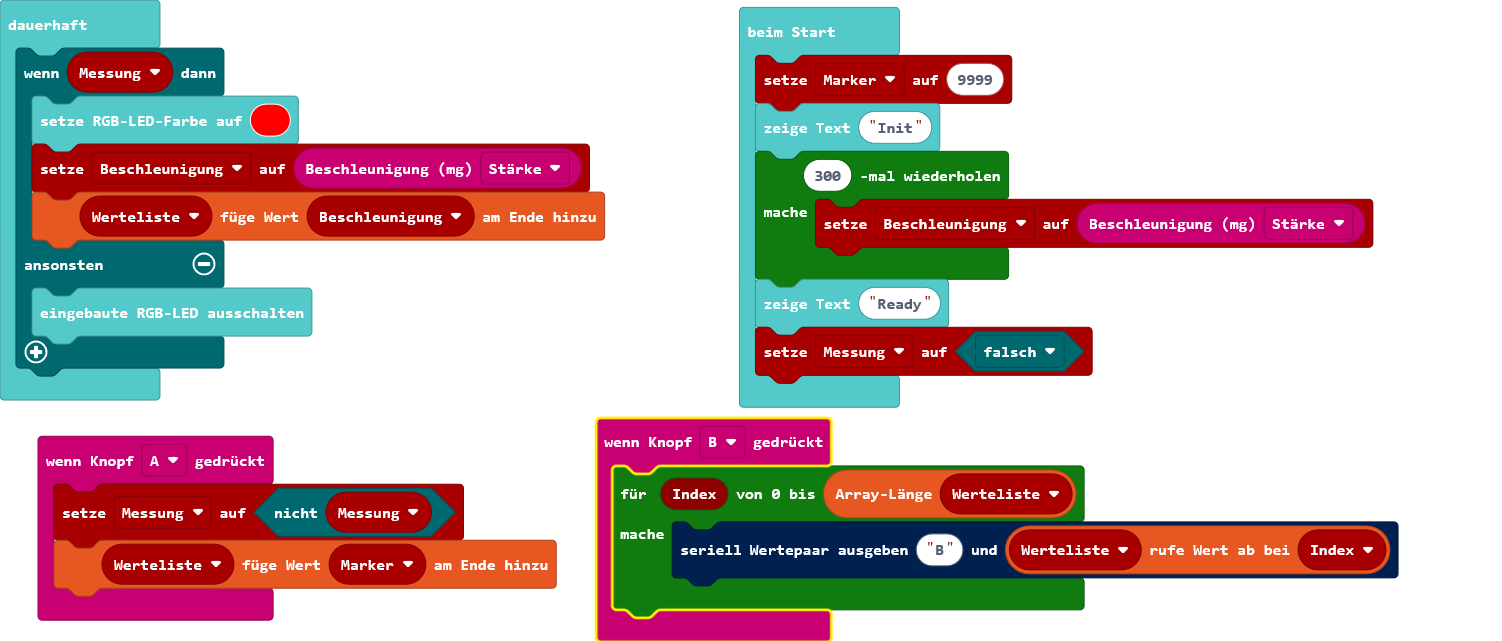 dauerhaft
wenn Messung dann
setze RGB-LED-Farbe auf
setze Beschleunigung auf Beschleunigung (mg) Stärke
Werteliste füge Wert Beschleunigung am Ende hinzu
ansonsten
eingebaute RGB-LED ausschalten
beim Start
setze Marker auf 9999
zeige Text "Init"
300 -mal wiederholen
mache
setze Beschleunigung auf Beschleunigung (mg) Stärke
zeige Text "Ready"
setze Messung auf falsch
wenn Knopf A gedrückt
setze Messung auf nicht Messung
Werteliste füge Wert Marker am Ende hinzu
wenn Knopf B gedrückt
für Index von 0 bis Array-Länge Werteliste
mache
seriell Wertepaar ausgeben "B" und Werteliste rufe Wert ab bei Index